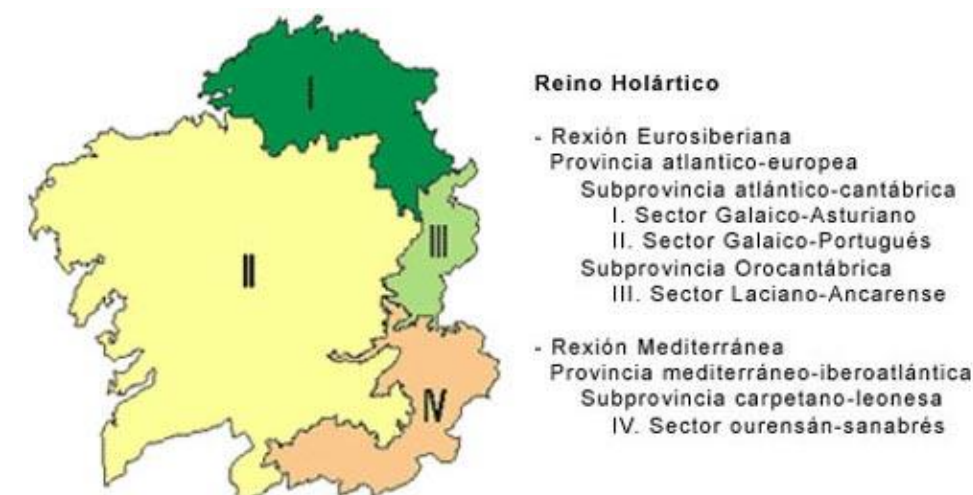 I
II
III
IV
Reino Holártico
- Rexión Eurosiberiana
Provincia atlantico-europea
Subprovincia atlántico-cantábrica
I. Sector Galaico-Asturiano
II. Sector Galaico-Portugués
Subprovincia Orocantábrica
III. Sector Laciano-Ancarense
- Rexión Mediterránea
Provincia mediterráneo-iberoatlántica
Subprovincia carpetano-leonesa
IV. Sector ourensán-sanabrés